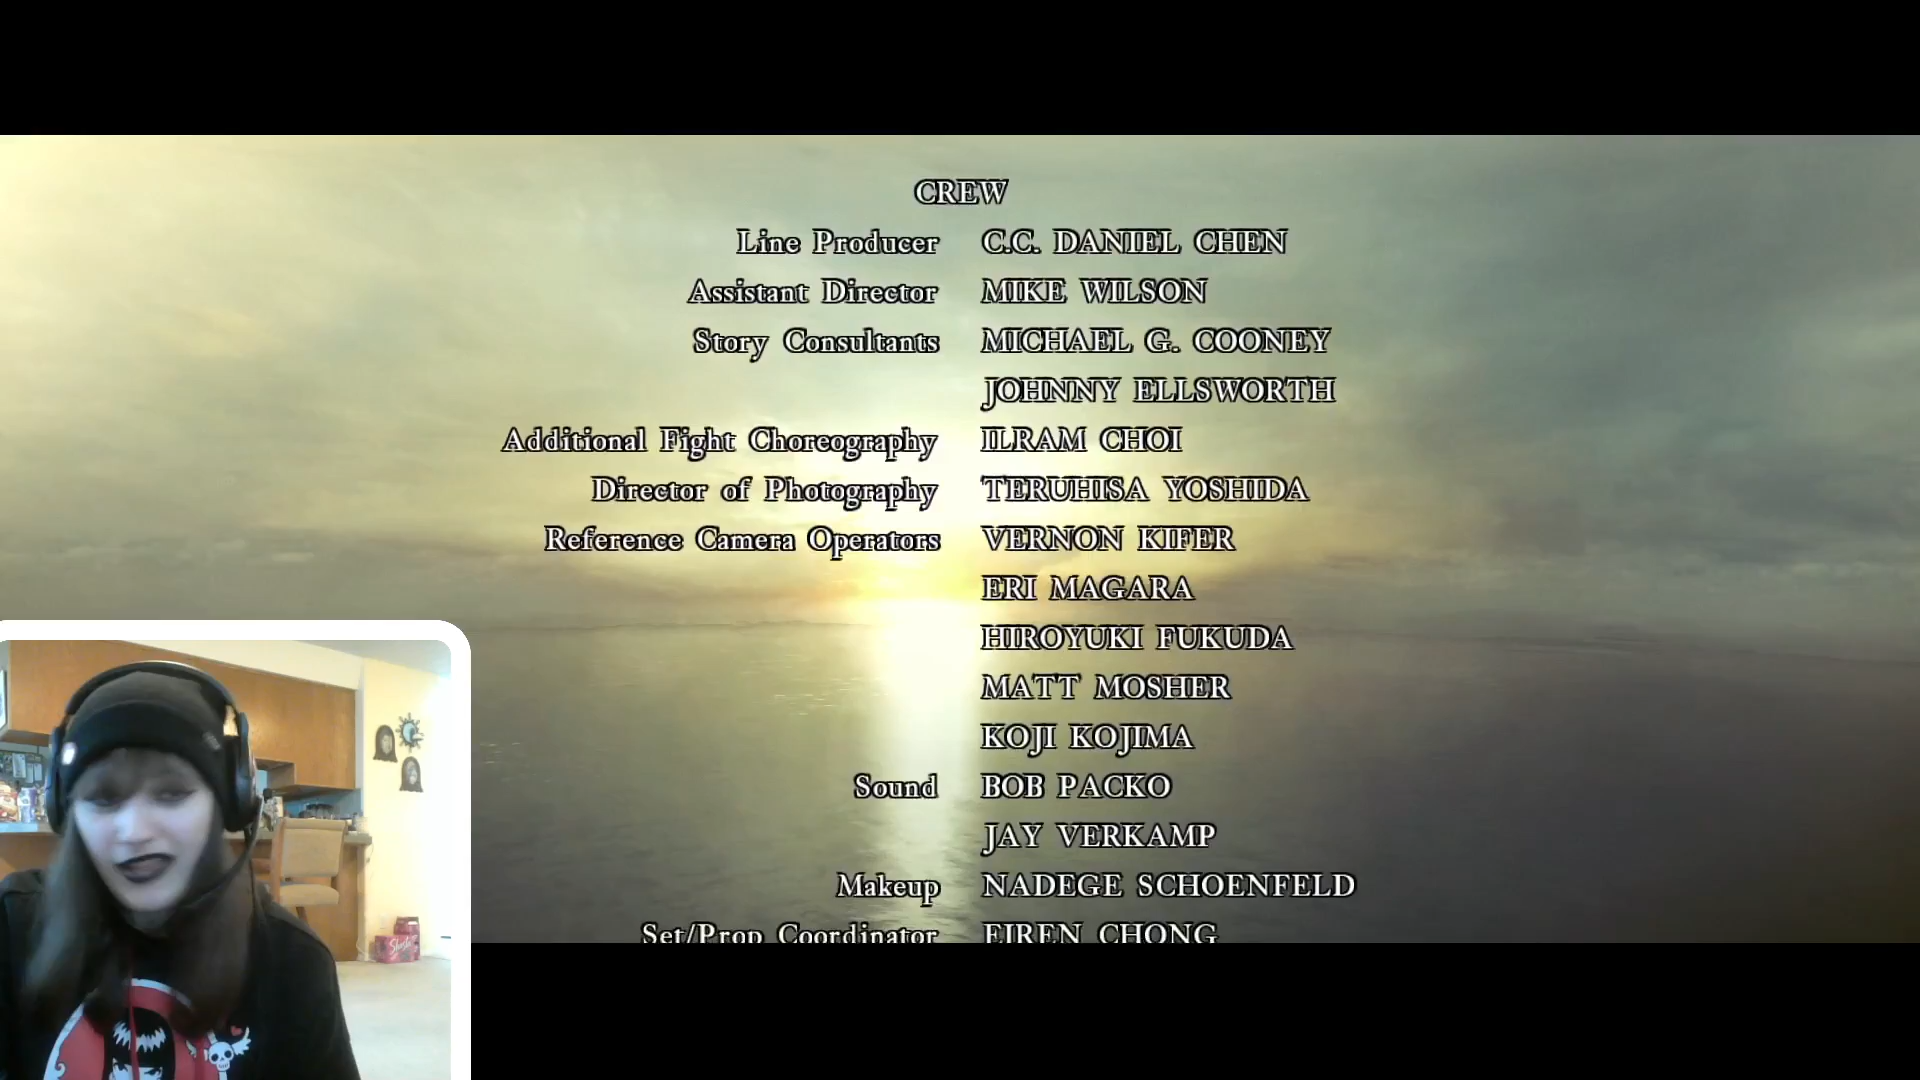 CREW
Line Producer C.C. DANIEL CHEN
Assistant Director MIKE WILSON
Story Consultants MICHAEL G. COONEY
JOHNNY ELLSWORTH
Additional Fight Choreography ILRAM CHOI
Director of Photography TERUHISA YOSHIDA
Reference Camera Operators VERNON KIFER
ERI MAGARA
HIROYUKI FUKUDA
MATT MOSHER
KOJI KOJIMA
Sound BOB PACKO
JAY VERKAMP
Makeup NADEGE SCHOENFELD
Set/Prop Coordinator EIREN CHONG
Shasta